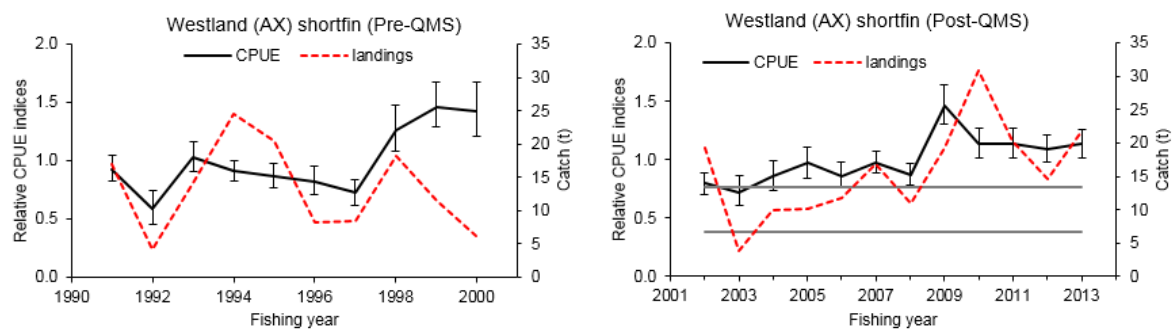 Westland (AX) shortfin (Pre-QMS)
CPUE landings
Relative CPUE indices
2.0
1.5
1.0
0.5
0.0
35
30
25
20
15
10
5
0
Catch (t)
1990 1992 1994 1996 1998 2000
Fishing year
Westland (AX) shortfin (Post-QMS)
CPUE landings
Relative CPUE indices
2.0
1.5
1.0
0.5
0.0
35
30
25
20
15
10
5
0
Catch (t)
2001 2003 2005 2007 2009 2011 2013
Fishing year